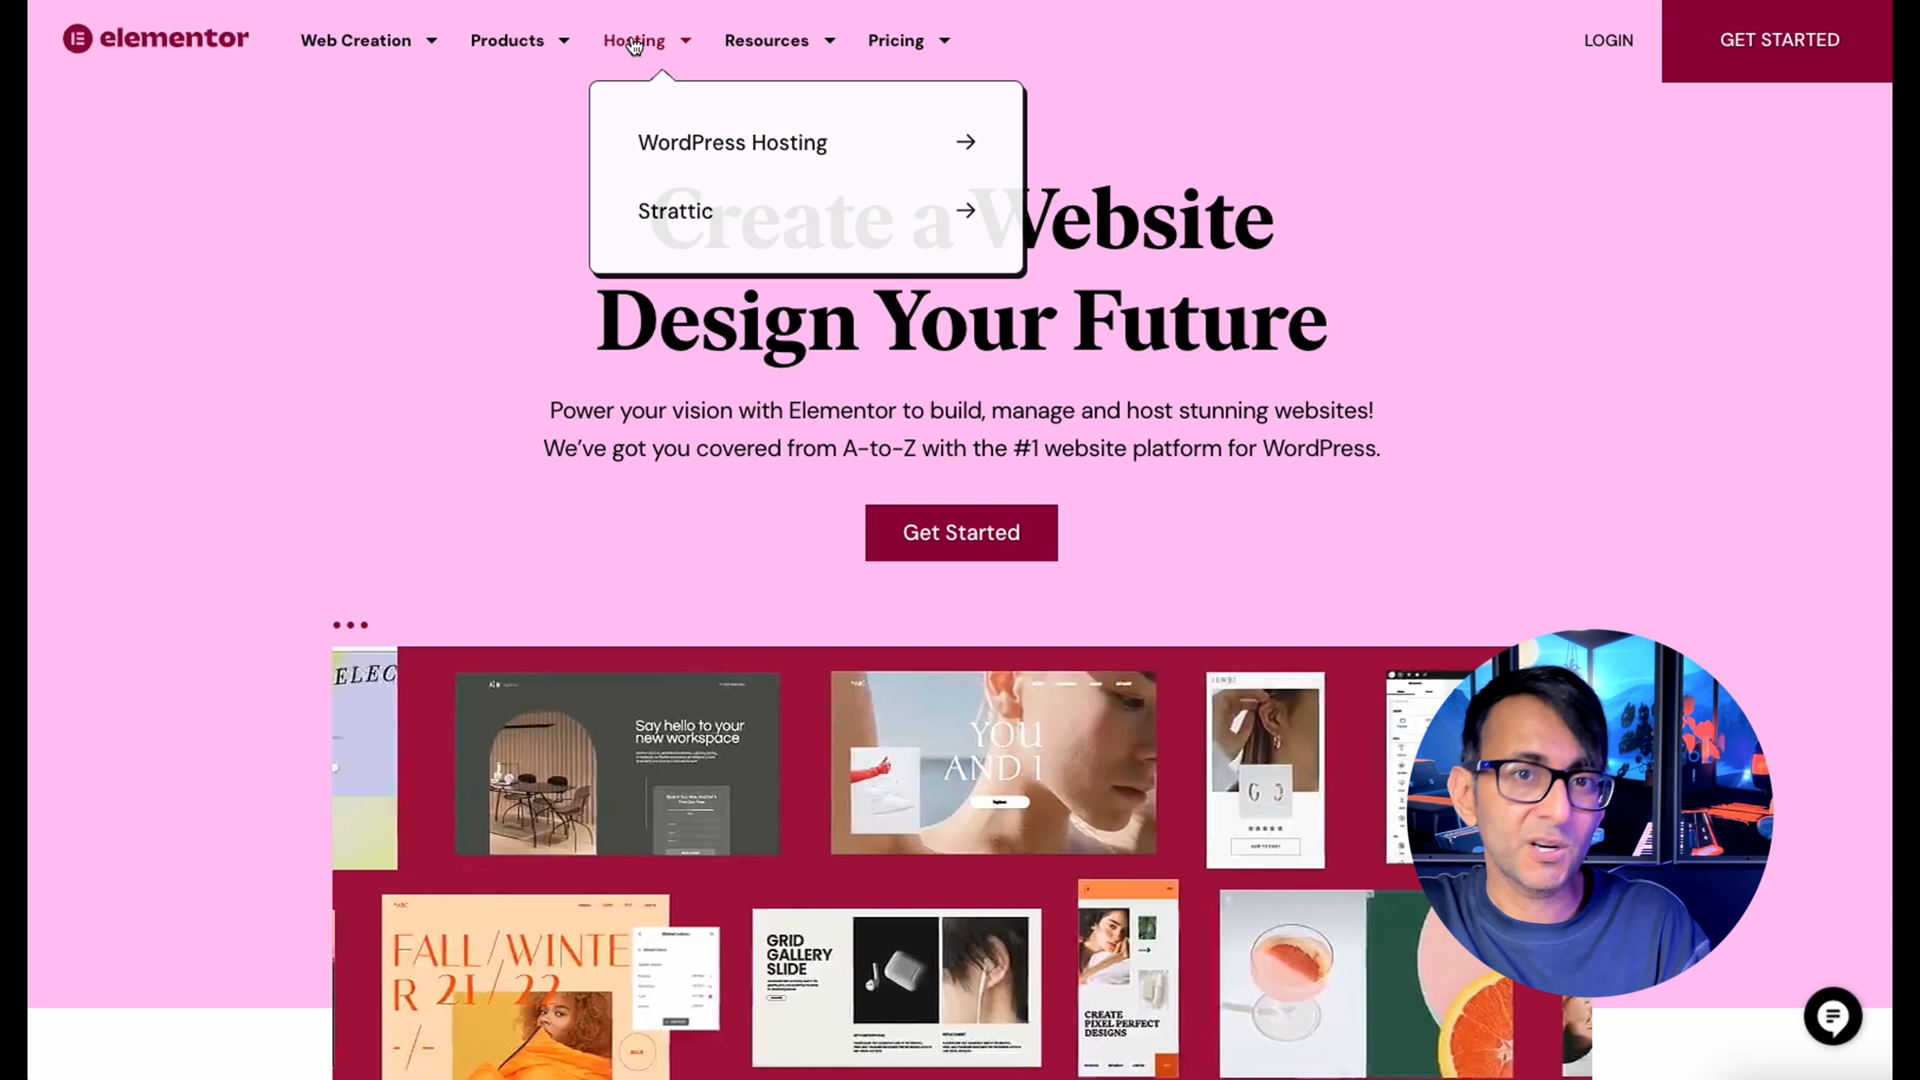 elementor
Web Creation
Products
Hosting
Resources
Pricing
LOGIN
GET STARTED
WordPress Hosting
Strattic
Create a Website
Design Your Future
Power your vision with Elementor to build, manage and host stunning websites!
We've got you covered from A-to-Z with the #1 website platform for WordPress.
Get Started
ELEC
Say hello to your
new workspace
YOU
AND I
ADD TO CART
FALL/WINTE
R 21/22
GRID
GALLERY
SLIDE
CREATE
PIXEL PERFECT
DESIGNS